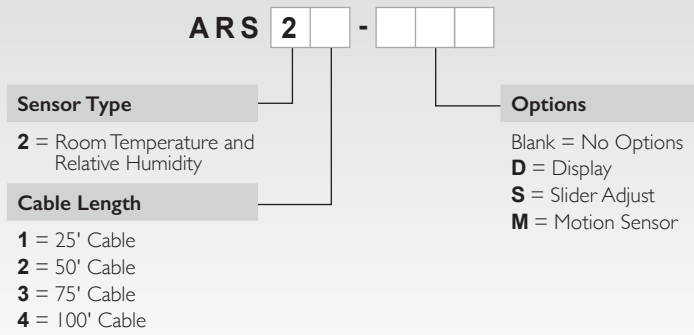 ARS 2 -
Sensor Type
2 = Room Temperature and
Relative Humidity
Cable Length
1 = 25' Cable
2 = 50' Cable
3 = 75' Cable
4 = 100' Cable
Options
Blank = No Options
D = Display
S = Slider Adjust
M = Motion Sensor